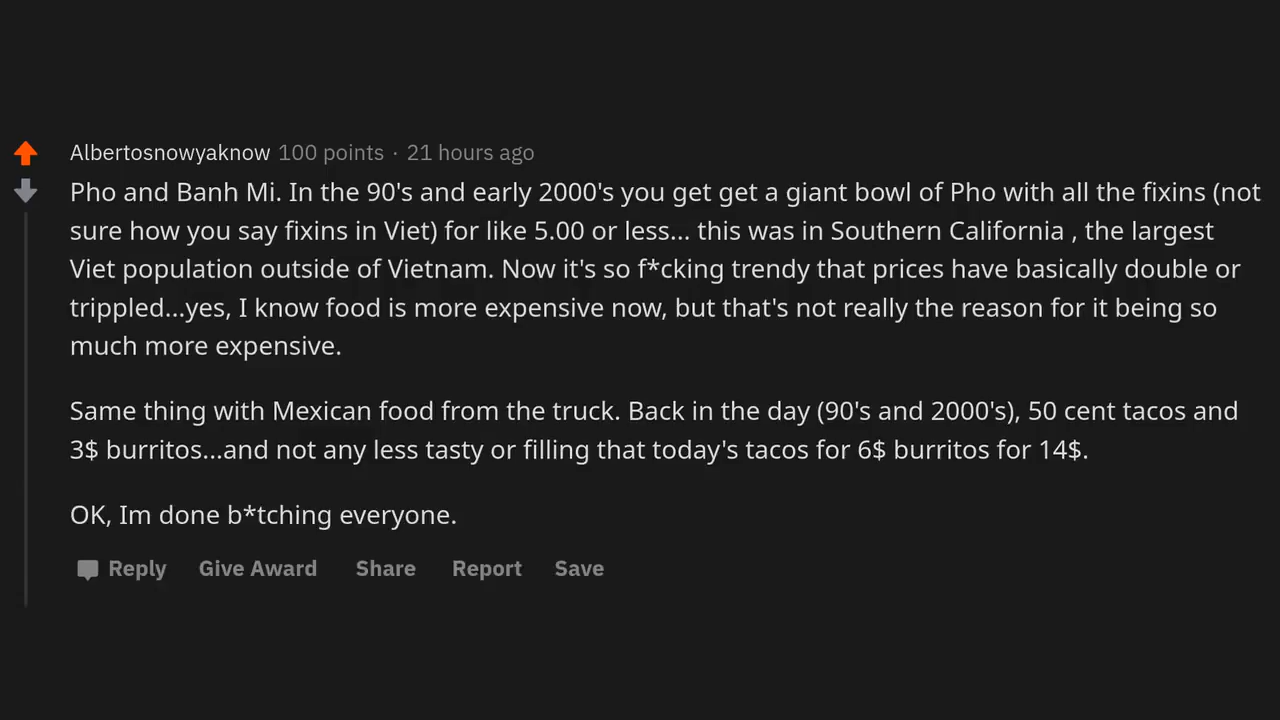 Albertosnowyaknow 100 points · 21 hours ago
Pho and Banh Mi. In the 90's and early 2000's you get get a giant bowl of Pho with all the fixins (not
sure how you say fixins in Viet) for like 5.00 or less... this was in Southern California , the largest
Viet population outside of Vietnam. Now it's so f*cking trendy that prices have basically double or
trippled...yes, I know food is more expensive now, but that's not really the reason for it being so
much more expensive.
Same thing with Mexican food from the truck. Back in the day (90's and 2000's), 50 cent tacos and
3$ burritos...and not any less tasty or filling that today's tacos for 6$ burritos for 14$.
OK, Im done b*tching everyone.
Reply Give Award Share Report Save